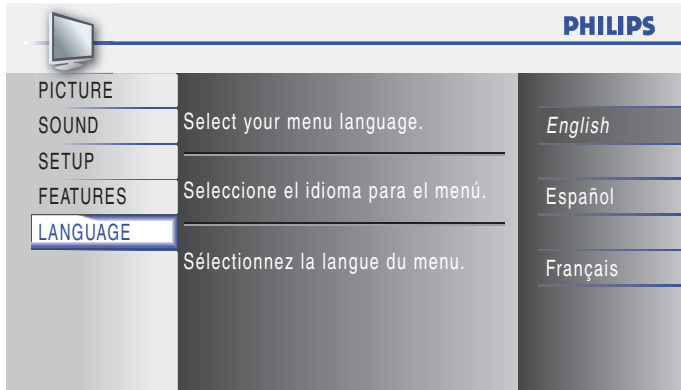 PHILIPS
PICTURE
SOUND
SETUP
FEATURES
LANGUAGE
Select your menu language.
Seleccione el idioma para el menú.
Sélectionnez la langue du menu.
English
Español
Français